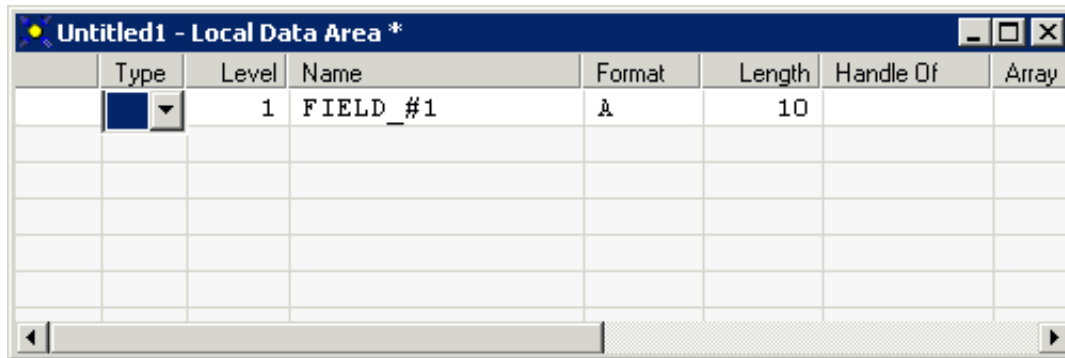 Untitled1 - Local Data Area *
Type Level Name Format Length Handle Of Array
1 FIELD_#1 A 10